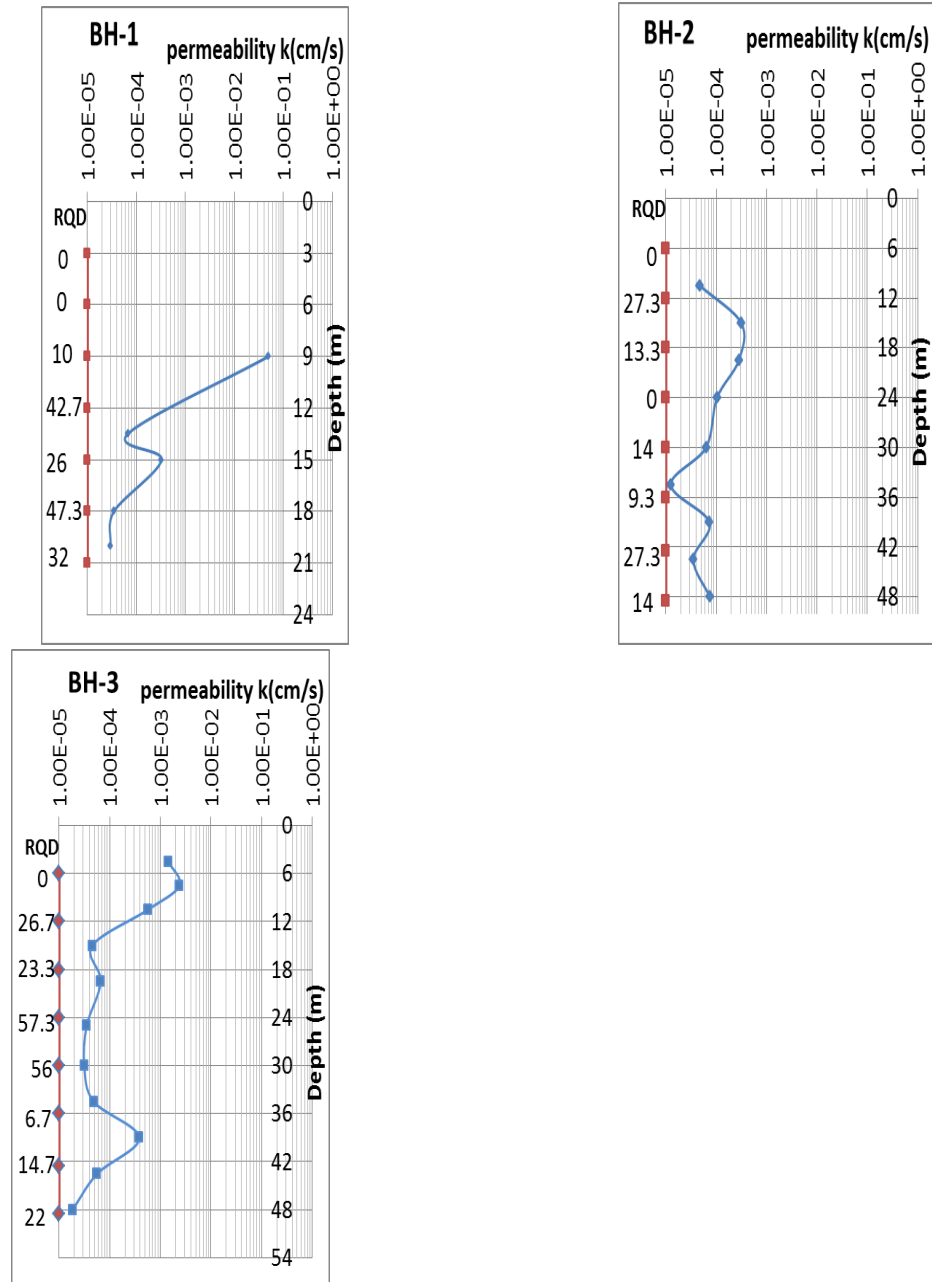 BH-1
permeability k(cm/s)
1.00E-05
1.00E-04
1.00E-03
1.00E-02
1.00E-01
1.00E+00
RQD
0
0
10
42.7
26
47.3
32
0
3
6
9
12
15
18
21
24
Depth (m)
BH-2
permeability k(cm/s)
1.00E-05
1.00E-04
1.00E-03
1.00E-02
1.00E-01
1.00E+00
RQD
0
27.3
13.3
0
14
9.3
27.3
14
0
6
12
18
24
30
36
42
48
Depth (m)
BH-3
permeability k(cm/s)
1.00E-05
1.00E-04
1.00E-03
1.00E-02
1.00E-01
1.00E+00
RQD
0
26.7
23.3
57.3
56
6.7
14.7
22
0
6
12
18
24
30
36
42
48
54
Depth (m)